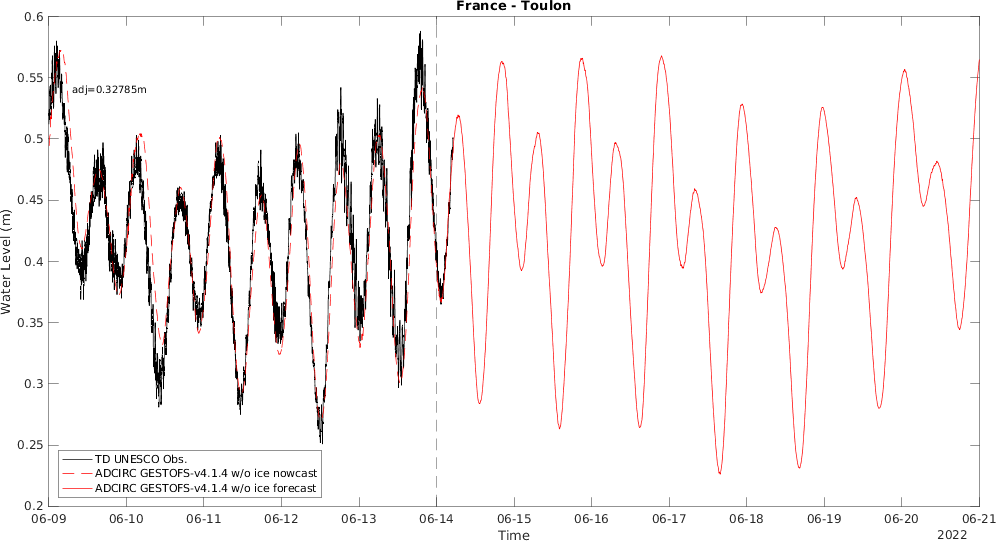 France - Toulon
0.6
0.55
0.5
0.45
0.4
0.35
0.3
0.25
0.2
Water Level (m)
adj=0.32785m
TD UNESCO Obs.
ADCIRC GESTOFS-v4.1.4 w/o ice nowcast
ADCIRC GESTOFS-v4.1.4 w/o ice forecast
06-09 06-10 06-11 06-12 06-13 06-14 06-15 06-16 06-17 06-18 06-19 06-20 06-21
Time
2022